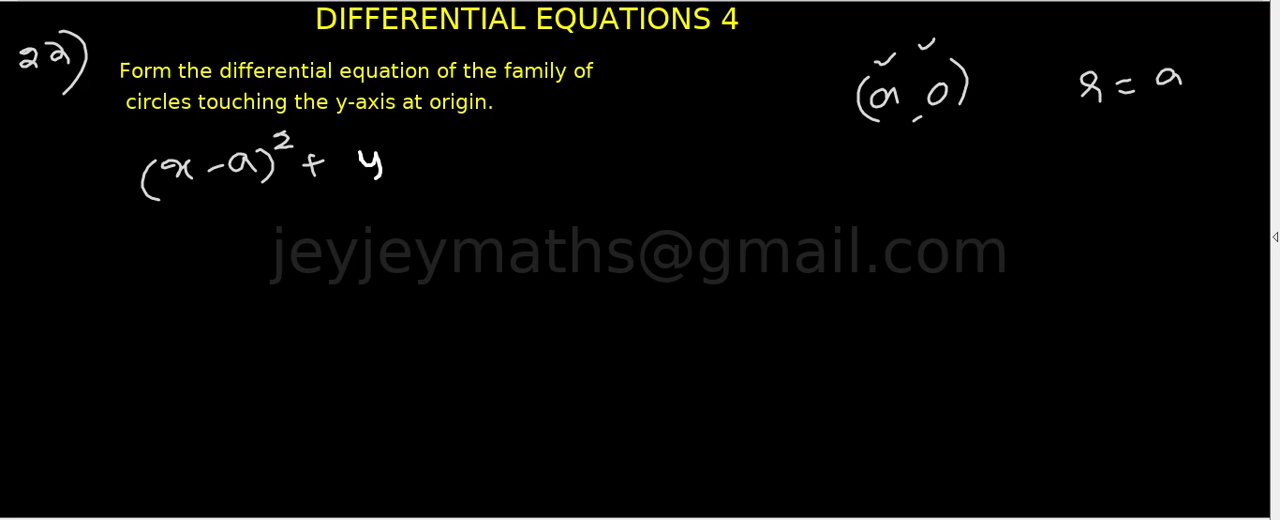 DIFFERENTIAL EQUATIONS 4
22)
Form the differential equation of the family of
circles touching the y-axis at origin.
(a, 0)
r = a
(x - a)² + y
jeyjeymaths@gmail.com